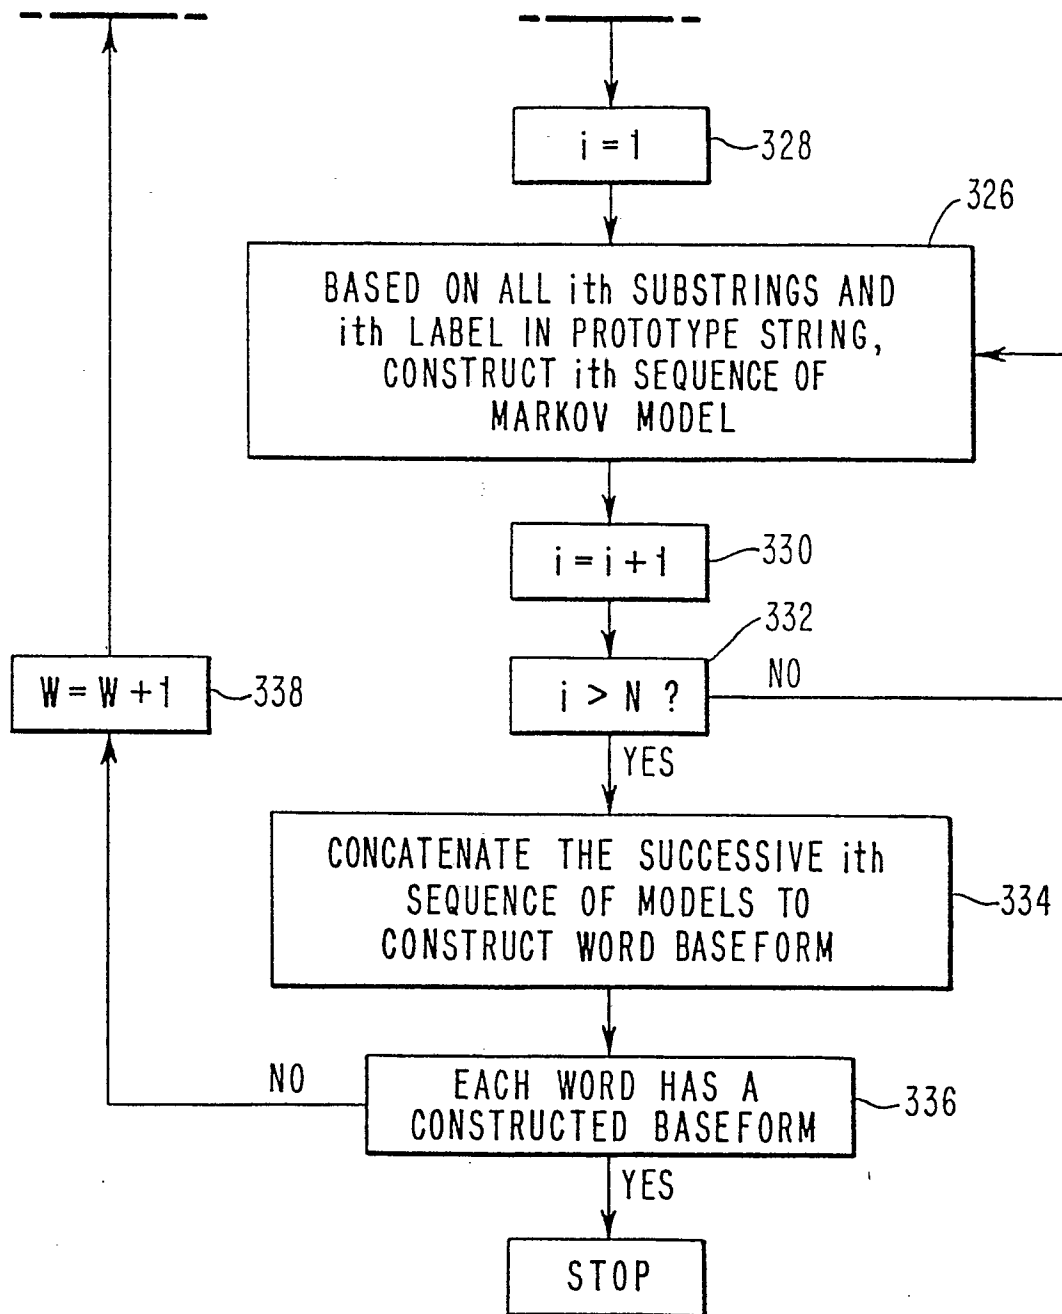 i = 1
328
326
BASED ON ALL ith SUBSTRINGS AND
ith LABEL IN PROTOTYPE STRING,
CONSTRUCT ith SEQUENCE OF
MARKOV MODEL
i = i + 1
330
332
i > N ?
NO
W = W + 1
338
YES
CONCATENATE THE SUCCESSIVE ith
SEQUENCE OF MODELS TO
CONSTRUCT WORD BASEFORM
334
NO
EACH WORD HAS A
CONSTRUCTED BASEFORM
336
YES
STOP